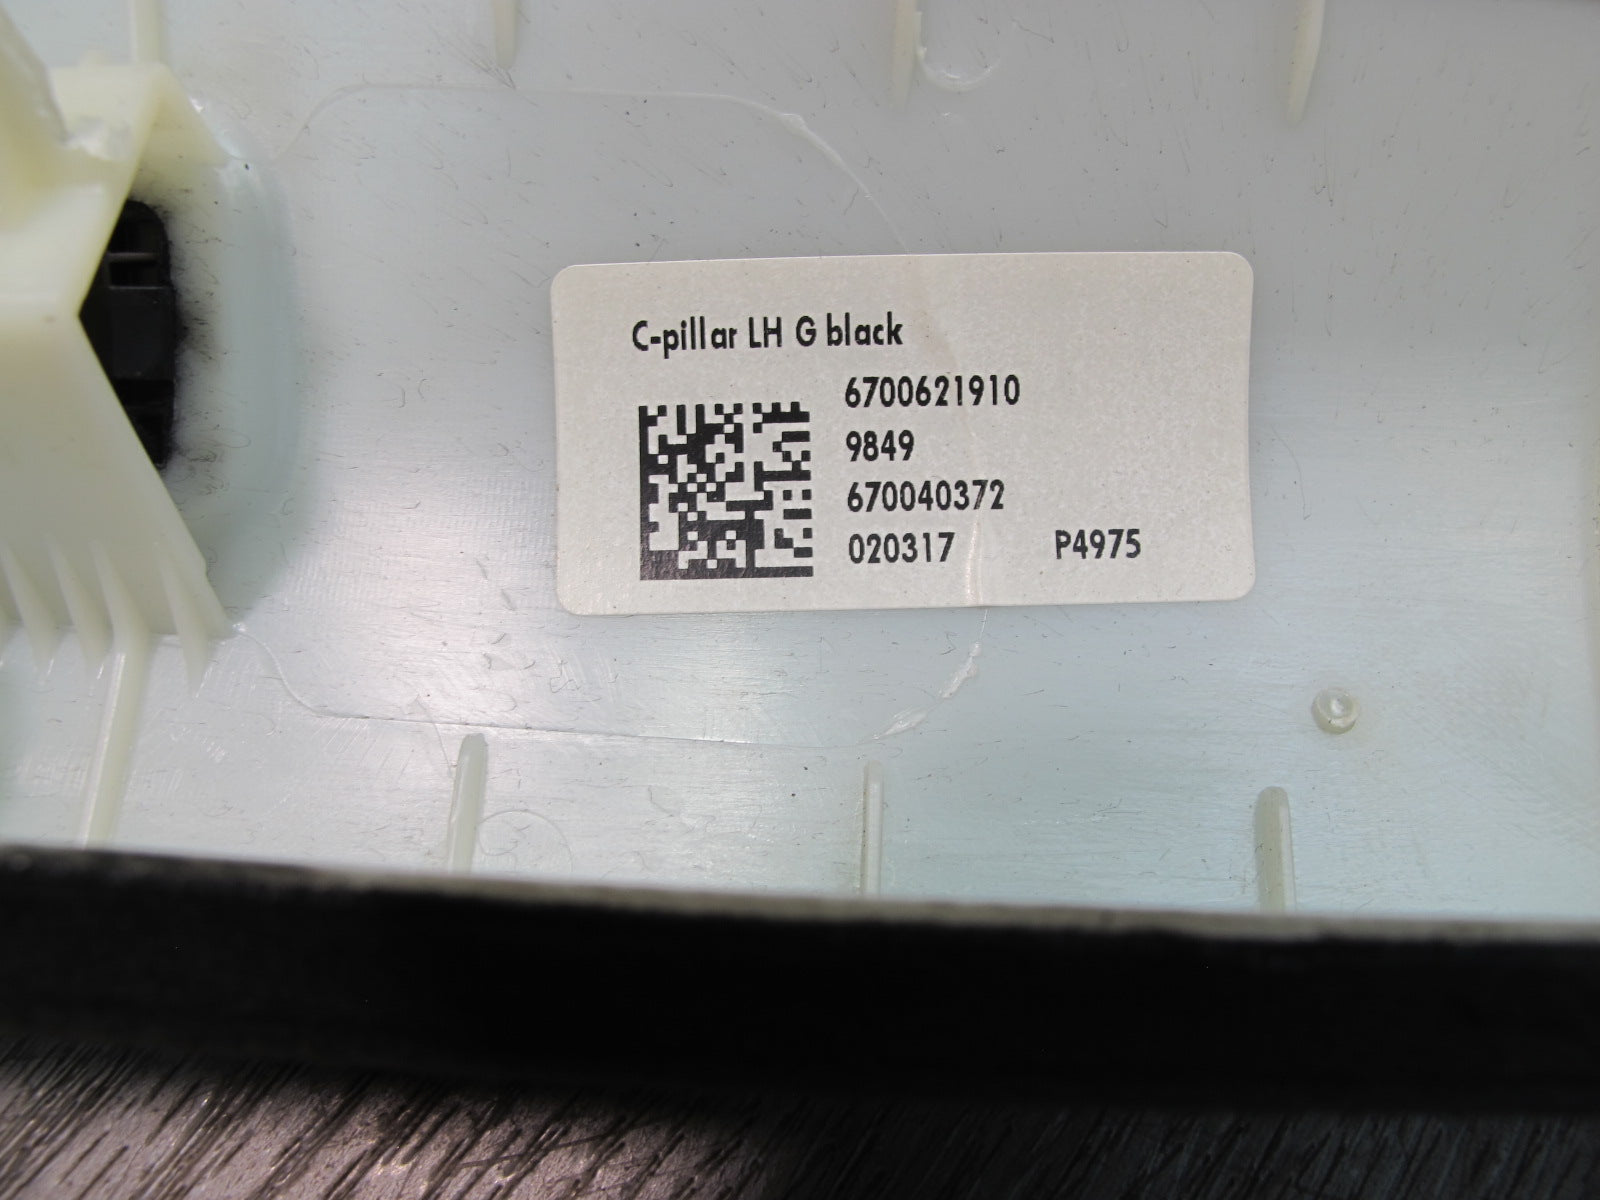 C-pillar LH G black
6700621910
9849
670040372
020317 P4975